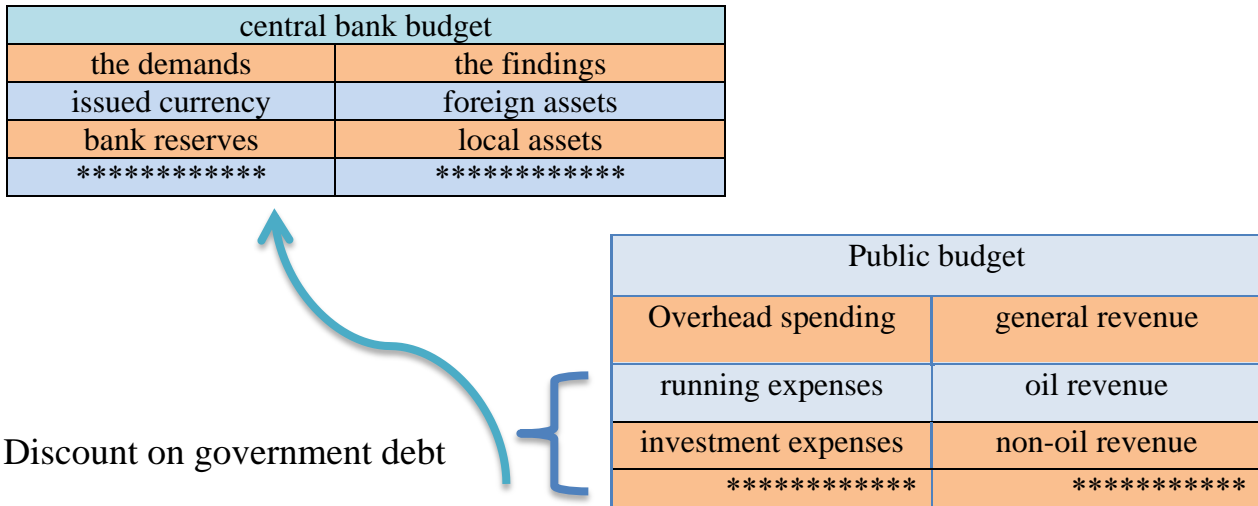 central bank budget
the demands the findings
issued currency foreign assets
bank reserves local assets
************ ************
Public budget
Overhead spending general revenue
running expenses oil revenue
investment expenses non-oil revenue
************ ***********
Discount on government debt